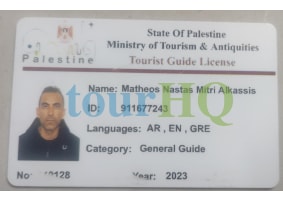 State Of Palestine
Ministry of Tourism & Antiquities
Palestine
Tourist Guide License
Name: Matheos Nastas Mitri Alkassis
ID: 911677243
tourHQ
Languages: AR , EN , GRE
Category: General Guide
No: 128
Year: 2023